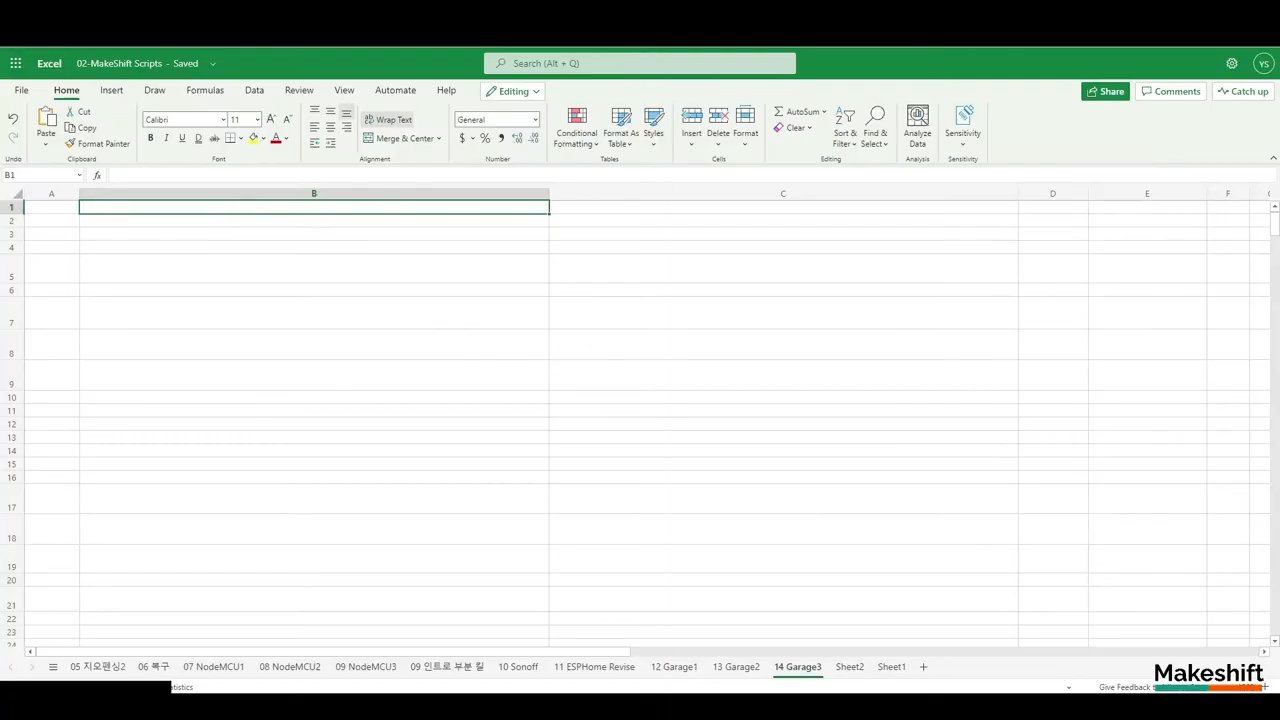 Excel 02-MakeShift Scripts - Saved Search (Alt + Q) YS
File Home Insert Draw Formulas Data Review View Automate Help Editing Share Comments Catch up
Cut
Copy
Format Painter
Paste
Calibri 11
B I U D ab A
Wrap Text
Merge & Center
General
$ % 9
Conditional Formatting
Format As Table
Styles
Insert Delete Format
AutoSum
Clear
Sort & Filter
Find & Select
Analyze Data
Sensitivity
Undo Clipboard Font Alignment Number Tables Cells Editing Analysis Sensitivity
B1 fx
A B C D E F
1
2
3
4
5
6
7
8
9
10
11
12
13
14
15
16
17
18
19
20
21
22
23
24
05 지오펜싱2 06 복구 07 NodeMCU1 08 NodeMCU2 09 NodeMCU3 09 인트로 부분 킬 10 Sonoff 11 ESPHome Revise 12 Garage1 13 Garage2 14 Garage3 Sheet2 Sheet1
Makeshift
tatistics Give Feedback t